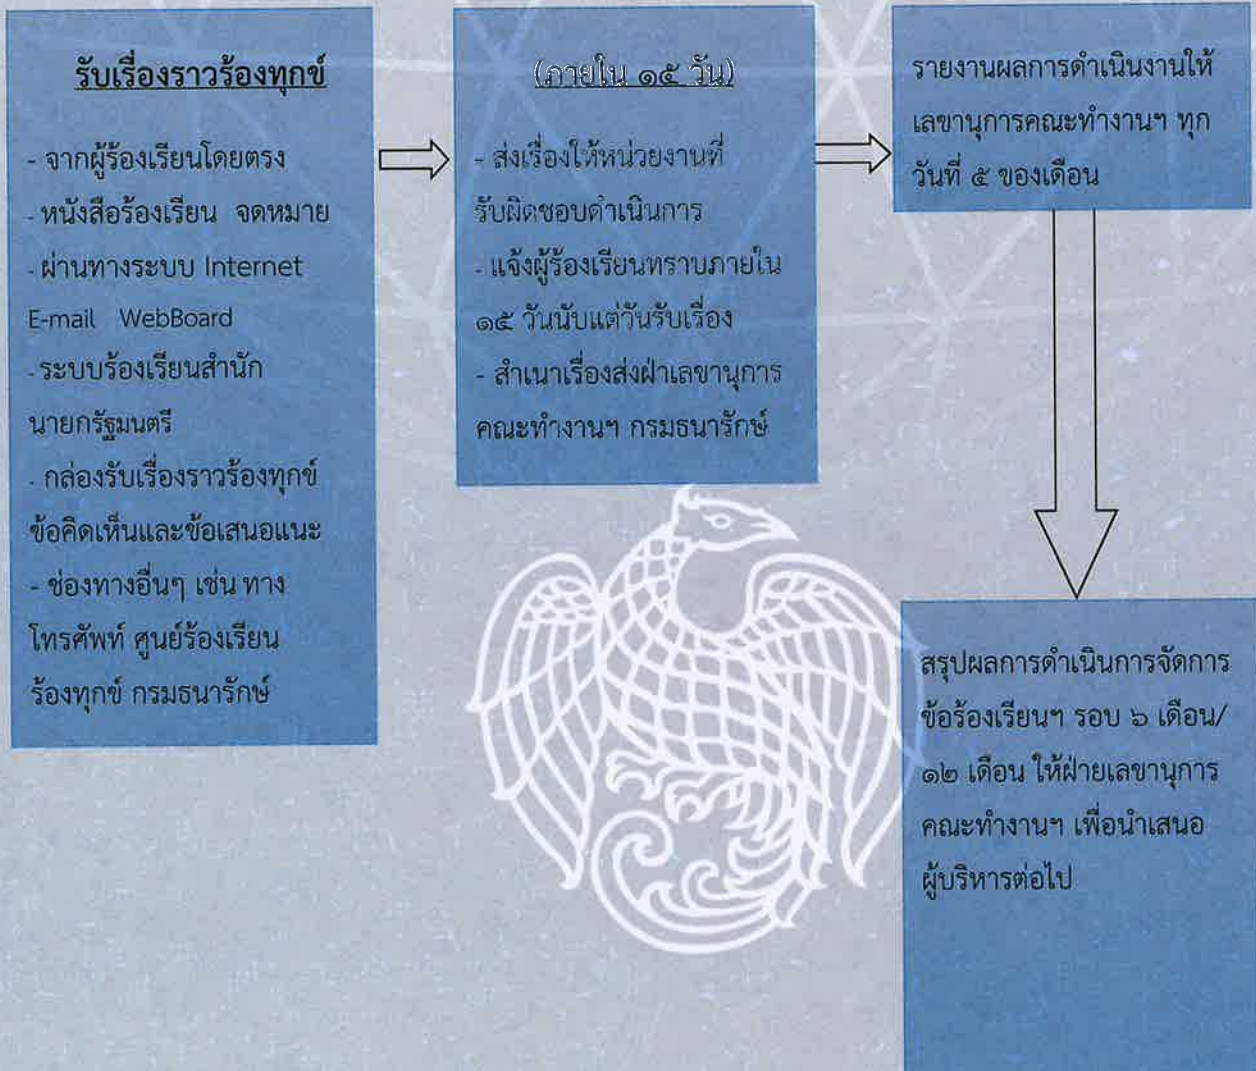 รับเรื่องราวร้องทุกข์
- จากผู้ร้องเรียนโดยตรง
- หนังสือร้องเรียน จดหมาย
- ผ่านทางระบบ Internet
E-mail WebBoard
- ระบบร้องเรียนสำนัก
นายกรัฐมนตรี
- กล่องรับเรื่องราวร้องทุกข์
ข้อคิดเห็นและข้อเสนอแนะ
- ช่องทางอื่นๆ เช่น ทาง
โทรศัพท์ ศูนย์ร้องเรียน
ร้องทุกข์ กรมธนารักษ์
(ภายใน ๑๕ วัน)
- ส่งเรื่องให้หน่วยงานที่
รับผิดชอบดำเนินการ
- แจ้งผู้ร้องเรียนทราบภายใน
๑๕ วันนับแต่วันรับเรื่อง
- สำเนาเรื่องส่งฝ่าเลขานุการ
คณะทำงานฯ กรมธนารักษ์
รายงานผลการดำเนินงานให้
เลขานุการคณะทำงานฯ ทุก
วันที่ ๕ ของเดือน
สรุปผลการดำเนินการจัดการ
ข้อร้องเรียนฯ รอบ ๖ เดือน/
๑๒ เดือน ให้ฝ่ายเลขานุการ
คณะทำงานฯ เพื่อนำเสนอ
ผู้บริหารต่อไป